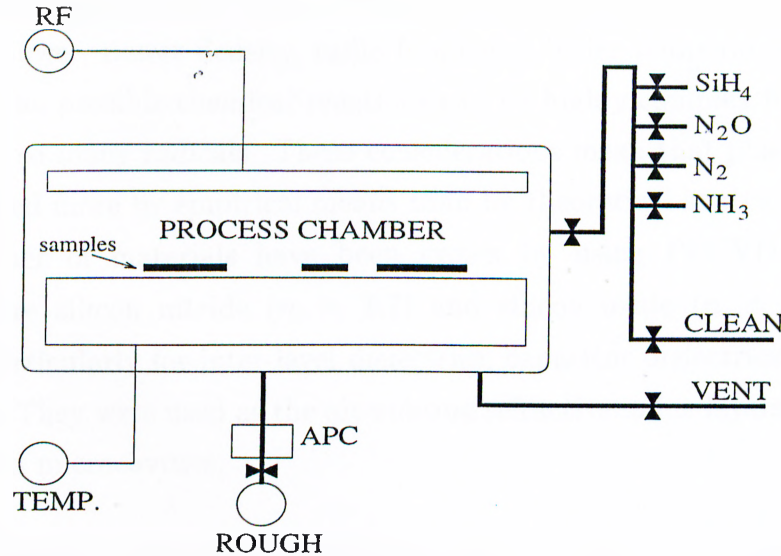 RF
SiH4
N2O
N2
NH3
PROCESS CHAMBER
samples
CLEAN
VENT
APC
TEMP.
ROUGH